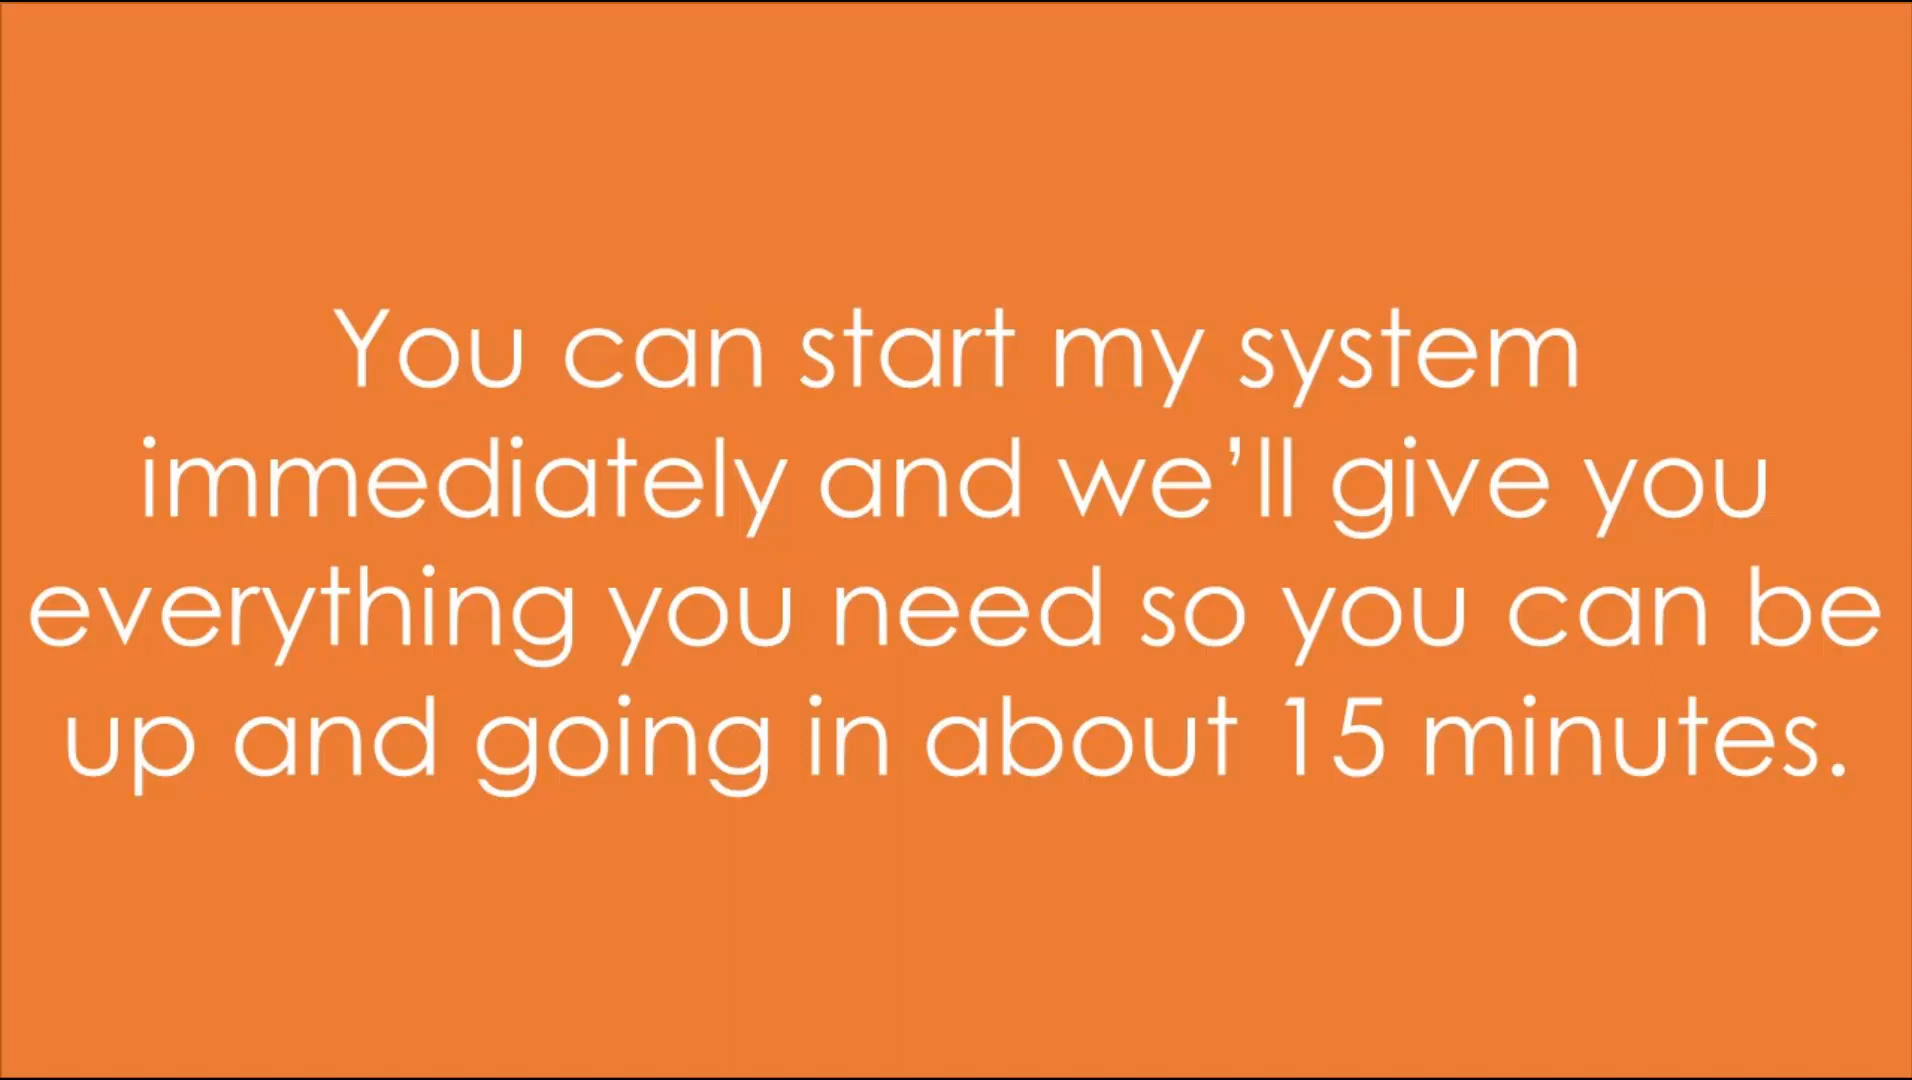 You can start my system
immediately and we’ll give you
everything you need so you can be
up and going in about 15 minutes.